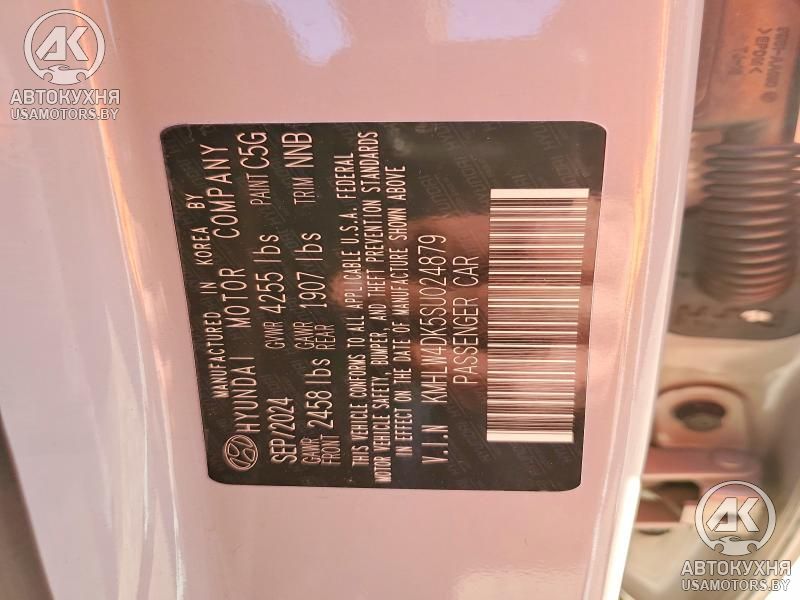 AK
АВТОКУХНЯ
USAMOTORS.BY
MANUFACTURED IN KOREA BY
HYUNDAI MOTOR COMPANY
SEP/2024 GVWR 4255 lbs PAINT C5G
GAWR FRONT 2458 lbs GAWR REAR 1907 lbs TRIM NNB
THIS VEHICLE CONFORMS TO ALL APPLICABLE U.S.A. FEDERAL
MOTOR VEHICLE SAFETY, BUMPER, AND THEFT PREVENTION STANDARDS
IN EFFECT ON THE DATE OF MANUFACTURE SHOWN ABOVE
V.I.N KMHLW4DK5SU024879
PASSENGER CAR
AK
АВТОКУХНЯ
USAMOTORS.BY